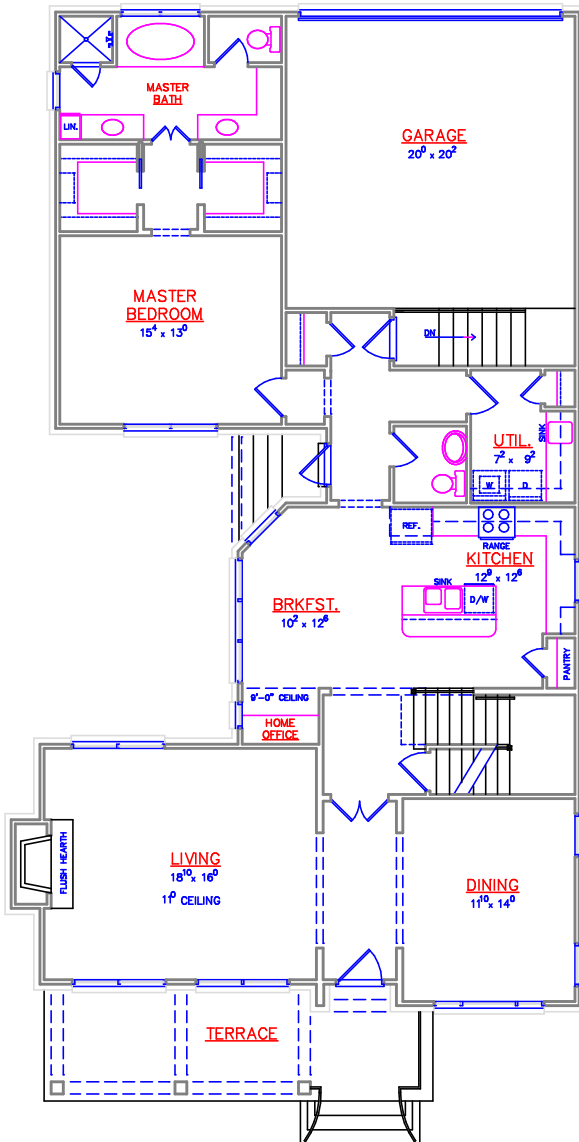 MASTER
BATH
LIN.
GARAGE
20⁰ x 20²
MASTER
BEDROOM
15⁴ x 13⁰
DN
UTIL.
7² x 9²
SINK
W
D
REF.
RANGE
KITCHEN
12⁹ x 12⁶
SINK
D/W
BRKFST.
10² x 12⁶
PANTRY
9'-0" CEILING
HOME
OFFICE
LIVING
18¹⁰ x 16⁰
11⁰ CEILING
FLUSH HEARTH
DINING
11¹⁰ x 14⁰
TERRACE